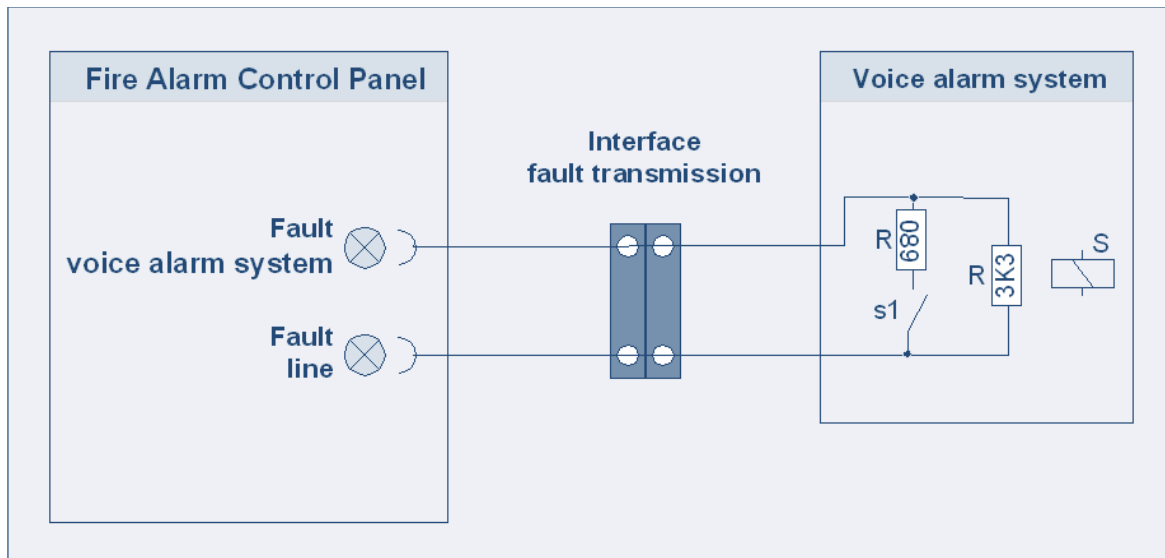 Fire Alarm Control Panel
Voice alarm system
Interface
fault transmission
Fault
voice alarm system
Fault
line
R
680
s1
R
3K3
S